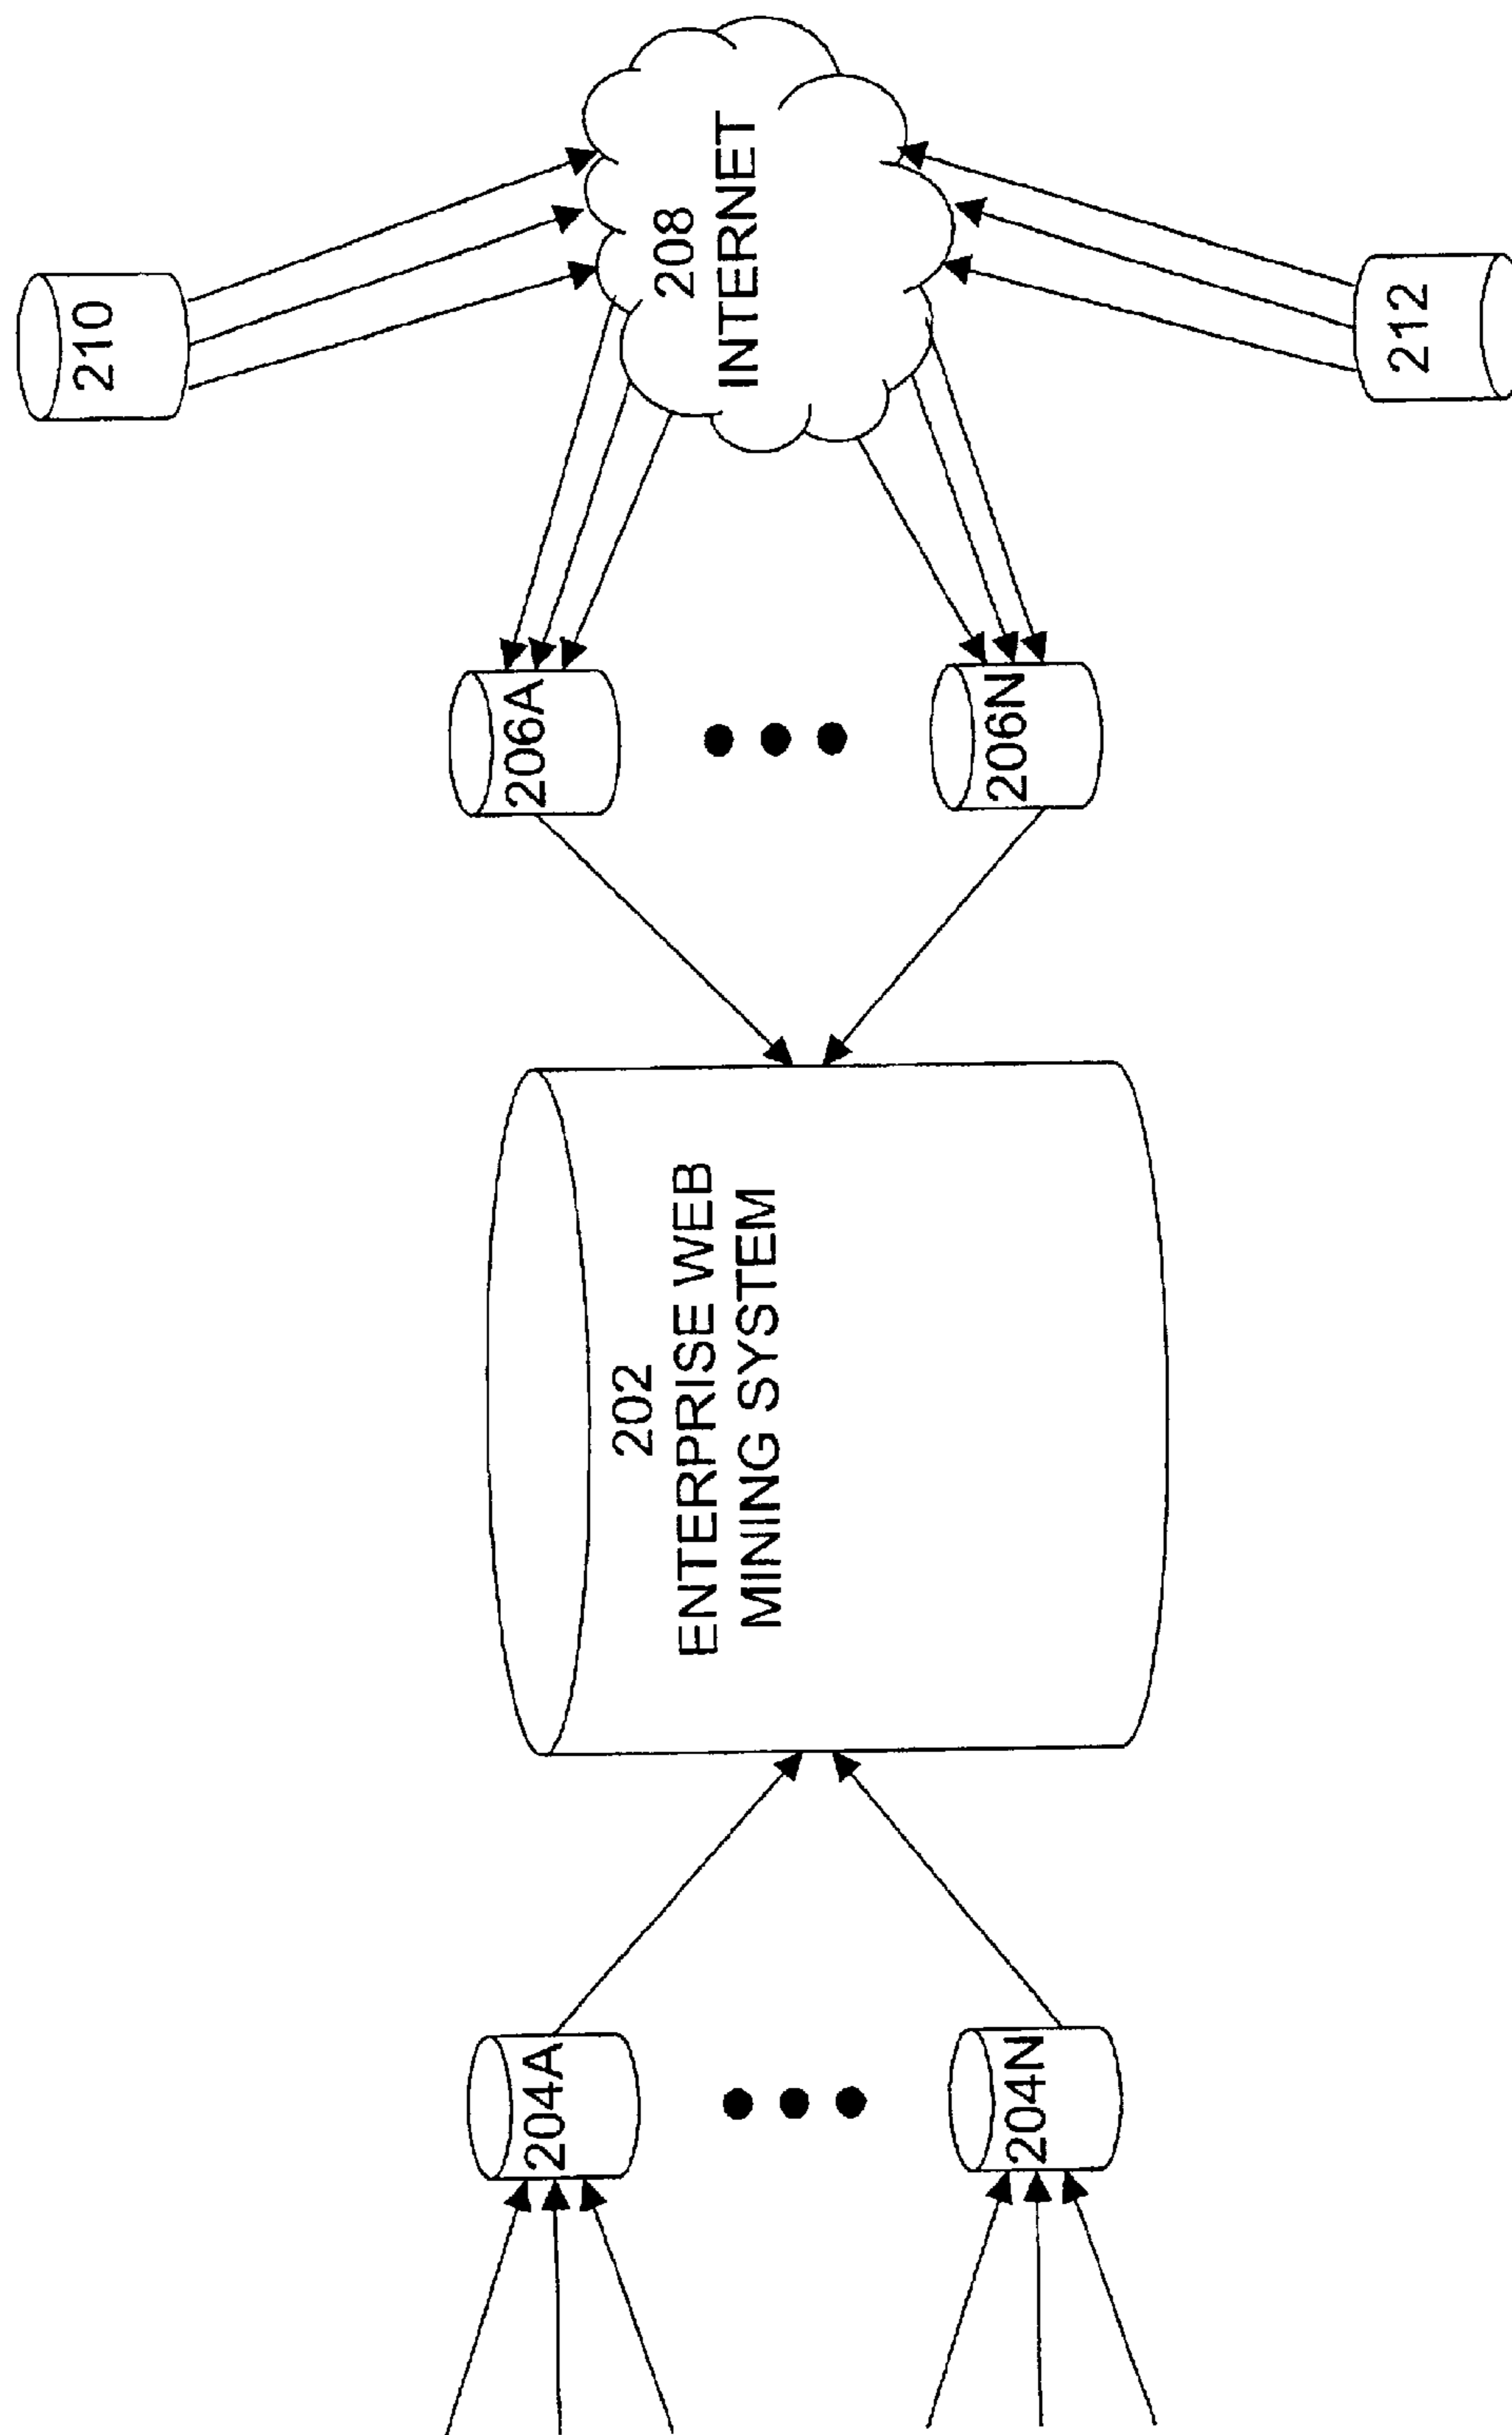 210
208
INTERNET
212
206A
206N
202
ENTERPRISE WEB
MINING SYSTEM
204A
204N